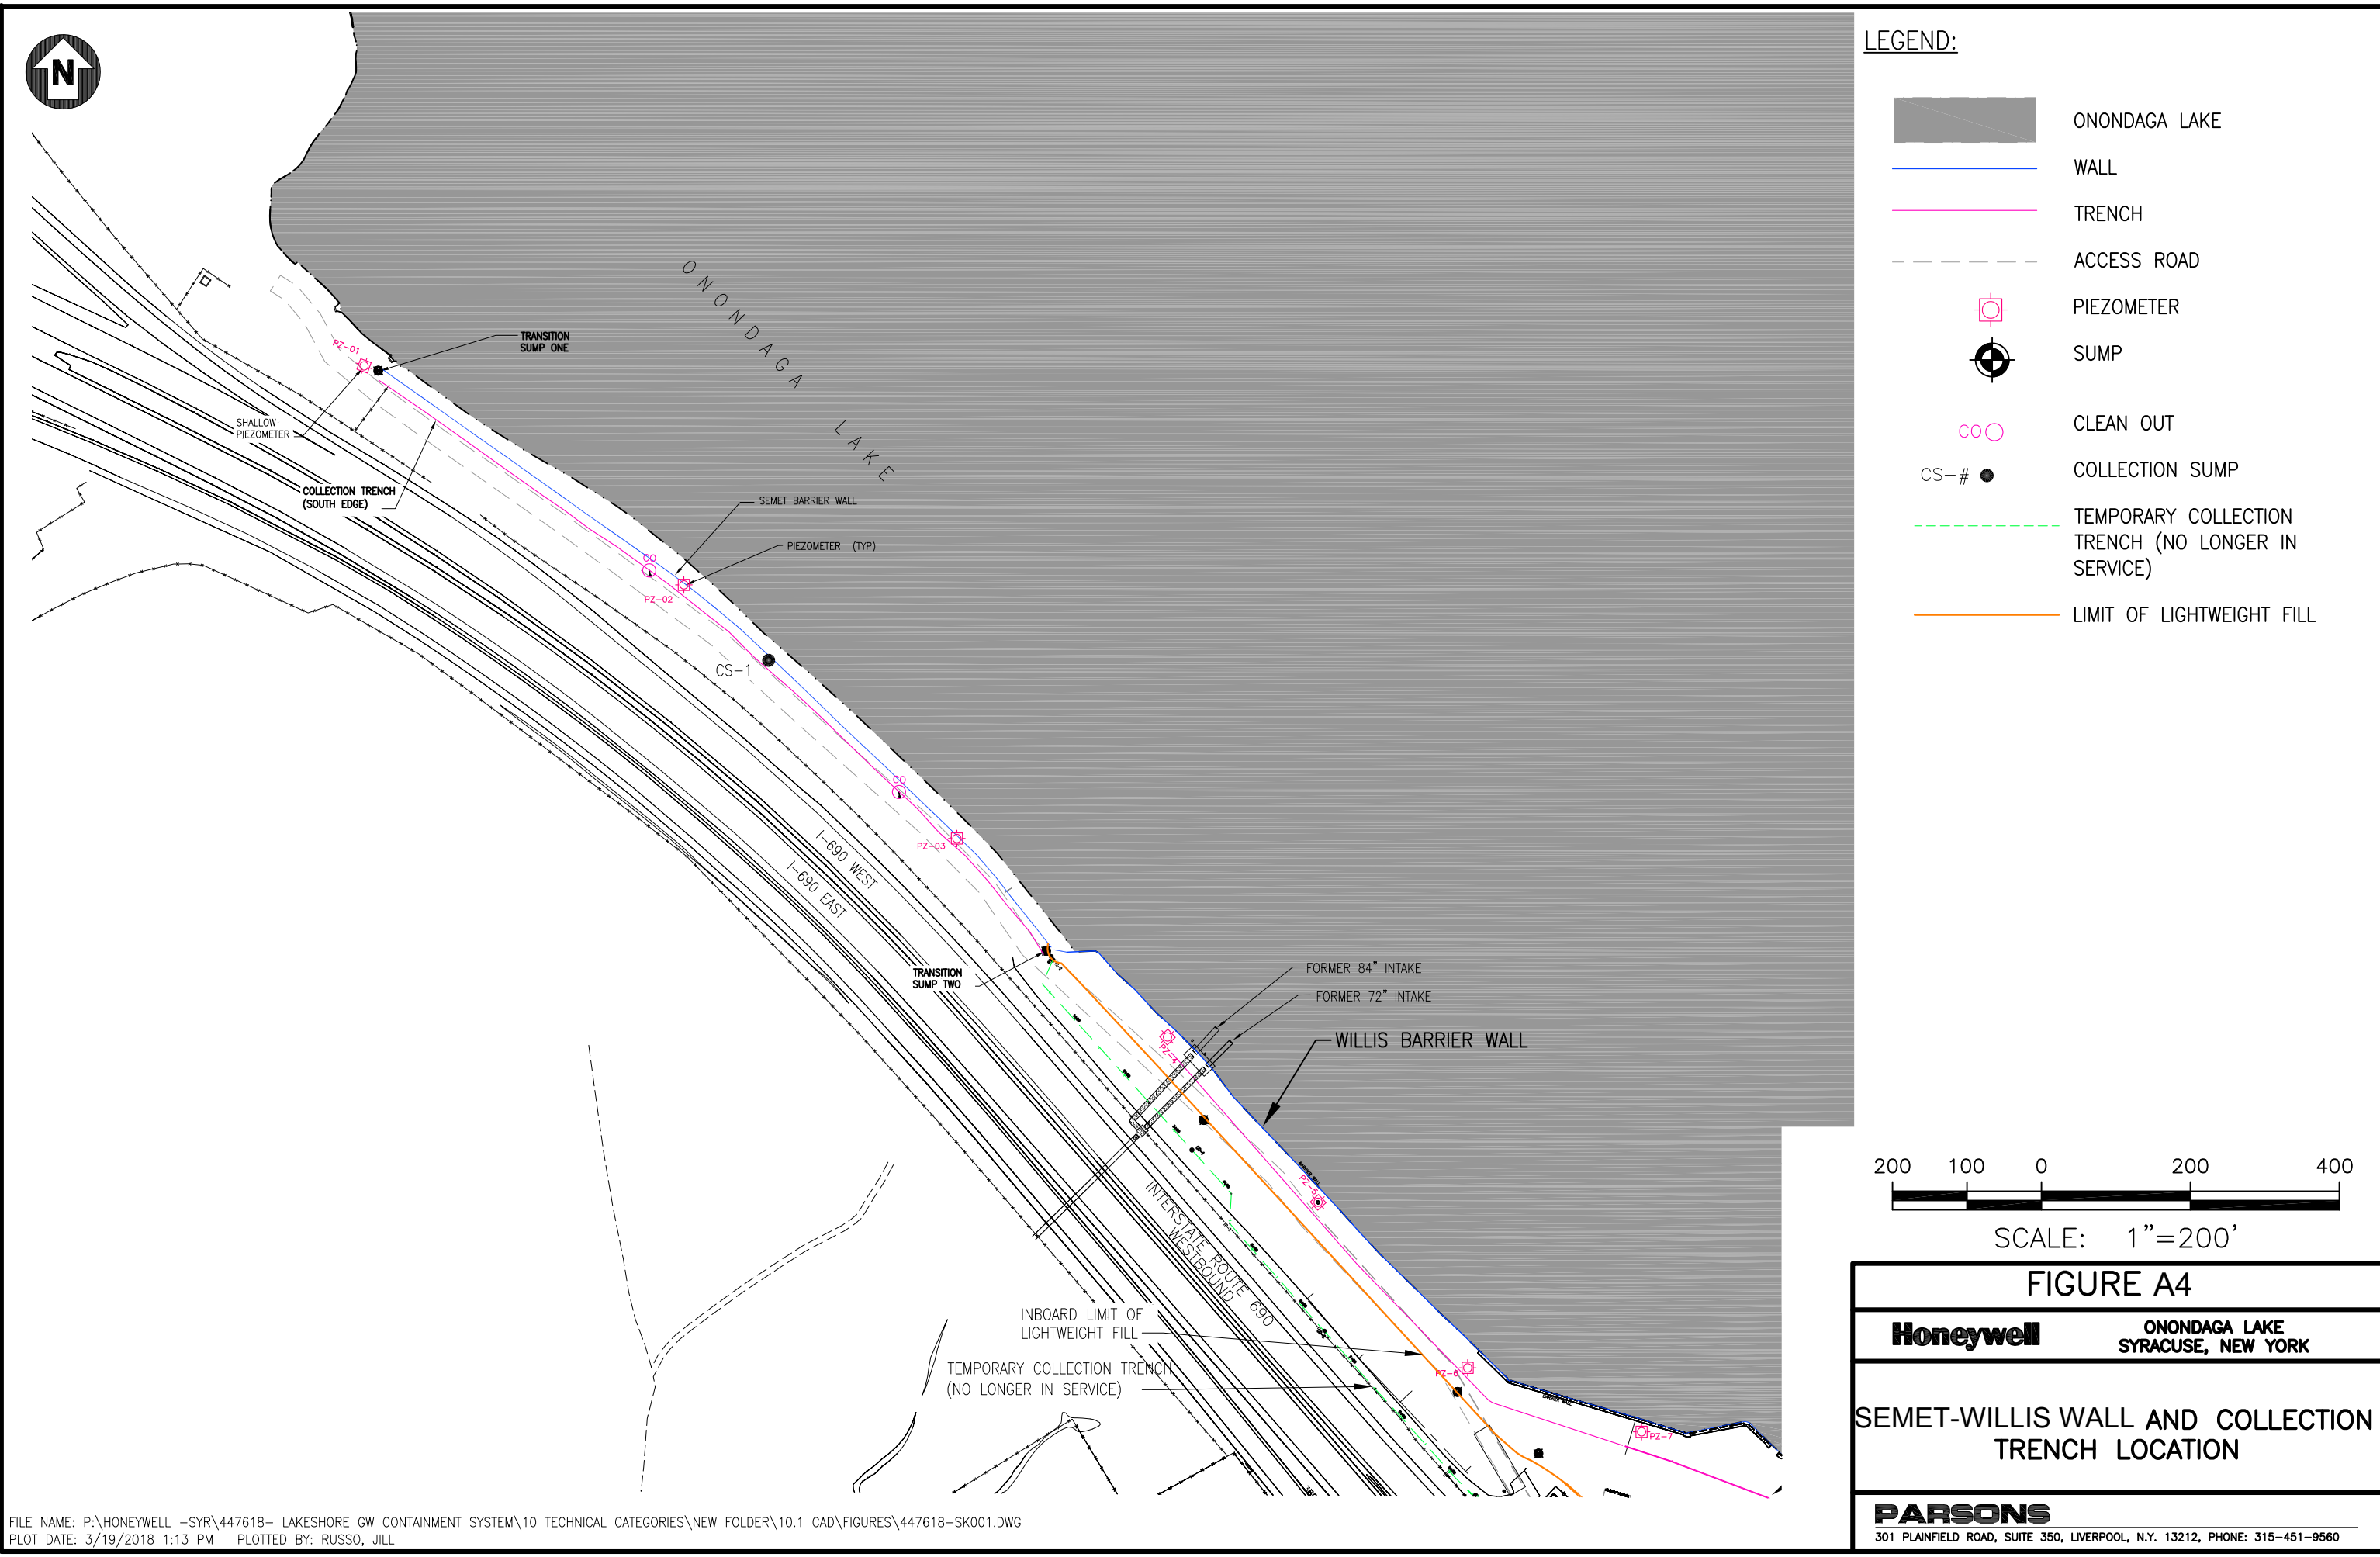 N
LEGEND:
ONONDAGA LAKE
WALL
TRENCH
ACCESS ROAD
PIEZOMETER
SUMP
CO
CLEAN OUT
CS-#
COLLECTION SUMP
TEMPORARY COLLECTION
TRENCH (NO LONGER IN
SERVICE)
LIMIT OF LIGHTWEIGHT FILL
ONONDAGA LAKE
PZ-01
TRANSITION
SUMP ONE
SHALLOW
PIEZOMETER
COLLECTION TRENCH
(SOUTH EDGE)
SEMET BARRIER WALL
PIEZOMETER (TYP)
CO
PZ-02
CS-1
CO
PZ-03
I-690 WEST
I-690 EAST
TRANSITION
SUMP TWO
FORMER 84" INTAKE
FORMER 72" INTAKE
WILLIS BARRIER WALL
PZ-4
PZ-5
INTERSTATE ROUTE 690
WESTBOUND
INBOARD LIMIT OF
LIGHTWEIGHT FILL
TEMPORARY COLLECTION TRENCH
(NO LONGER IN SERVICE)
PZ-6
PZ-7
200 100 0 200 400
SCALE: 1"=200'
FIGURE A4
Honeywell
ONONDAGA LAKE
SYRACUSE, NEW YORK
SEMET-WILLIS WALL AND COLLECTION
TRENCH LOCATION
PARSONS
301 PLAINFIELD ROAD, SUITE 350, LIVERPOOL, N.Y. 13212, PHONE: 315-451-9560
FILE NAME: P:\HONEYWELL -SYR\447618- LAKESHORE GW CONTAINMENT SYSTEM\10 TECHNICAL CATEGORIES\NEW FOLDER\10.1 CAD\FIGURES\447618-SK001.DWG
PLOT DATE: 3/19/2018 1:13 PM PLOTTED BY: RUSSO, JILL